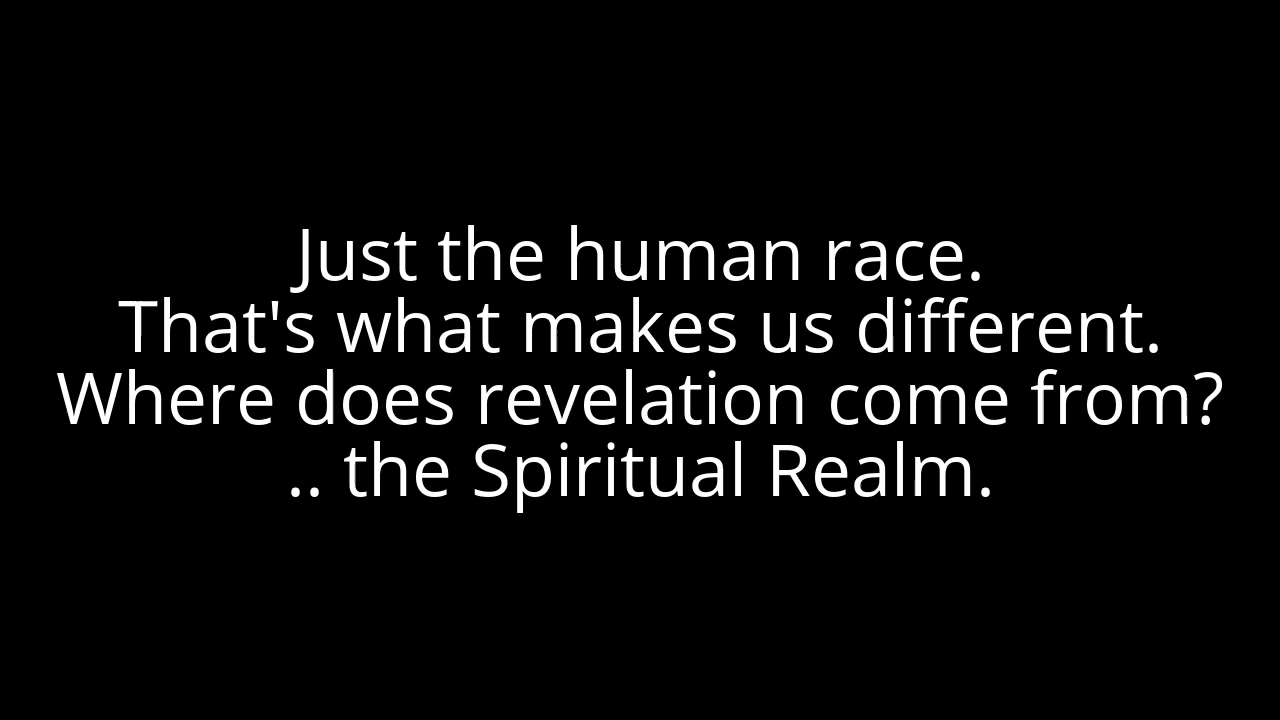 Just the human race.
That's what makes us different.
Where does revelation come from?
.. the Spiritual Realm.